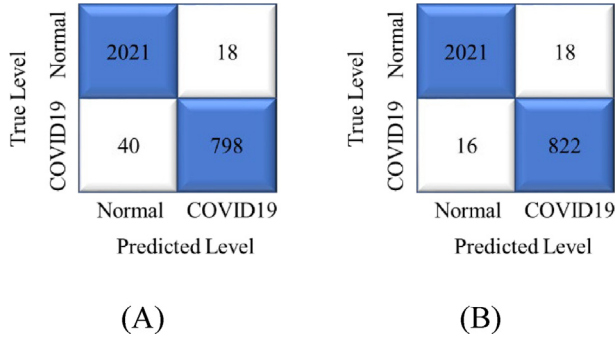 True Level
Normal
2021
18
COVID19
40
798
Normal
COVID19
Predicted Level
(A)
True Level
Normal
2021
18
COVID19
16
822
Normal
COVID19
Predicted Level
(B)